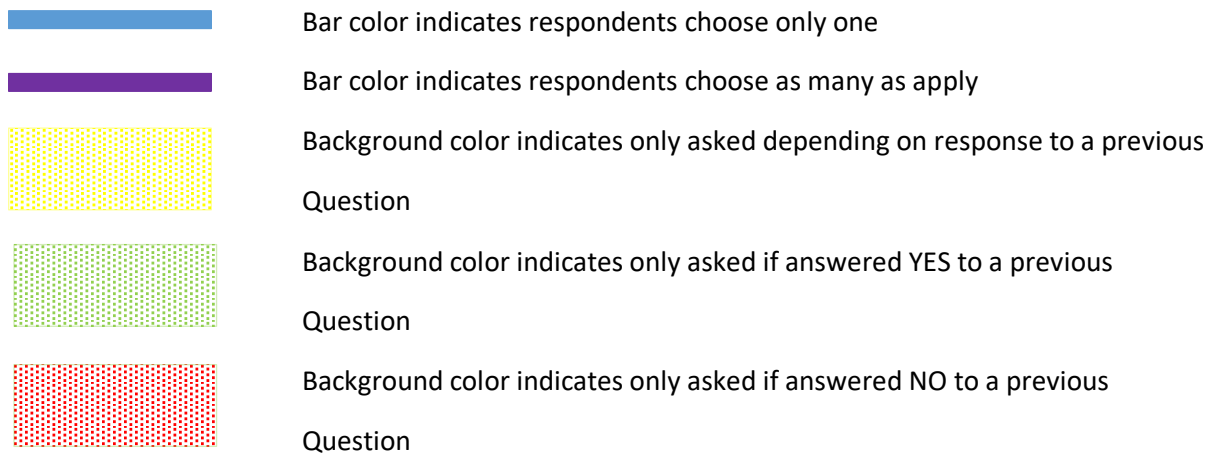 Bar color indicates respondents choose only one
Bar color indicates respondents choose as many as apply
Background color indicates only asked depending on response to a previous
Question
Background color indicates only asked if answered YES to a previous
Question
Background color indicates only asked if answered NO to a previous
Question